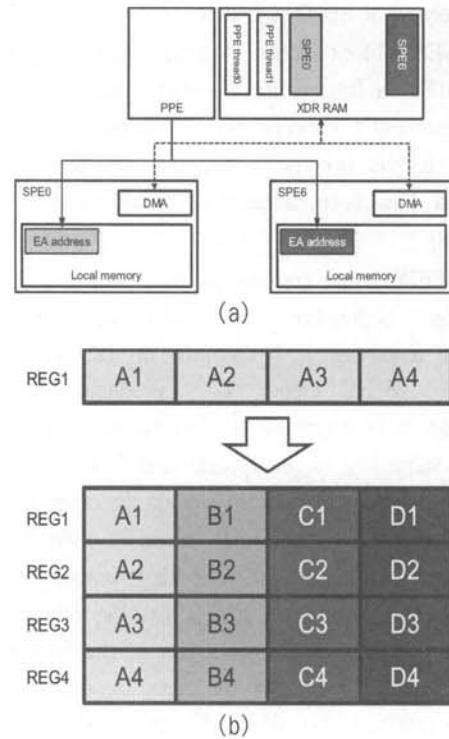 PPE
PPE thread0
PPE thread1
SPE0
SPE6
XDR RAM
SPE0
DMA
EA address
Local memory
SPE6
DMA
EA address
Local memory
(a)
REG1 A1 A2 A3 A4
REG1 A1 B1 C1 D1
REG2 A2 B2 C2 D2
REG3 A3 B3 C3 D3
REG4 A4 B4 C4 D4
(b)